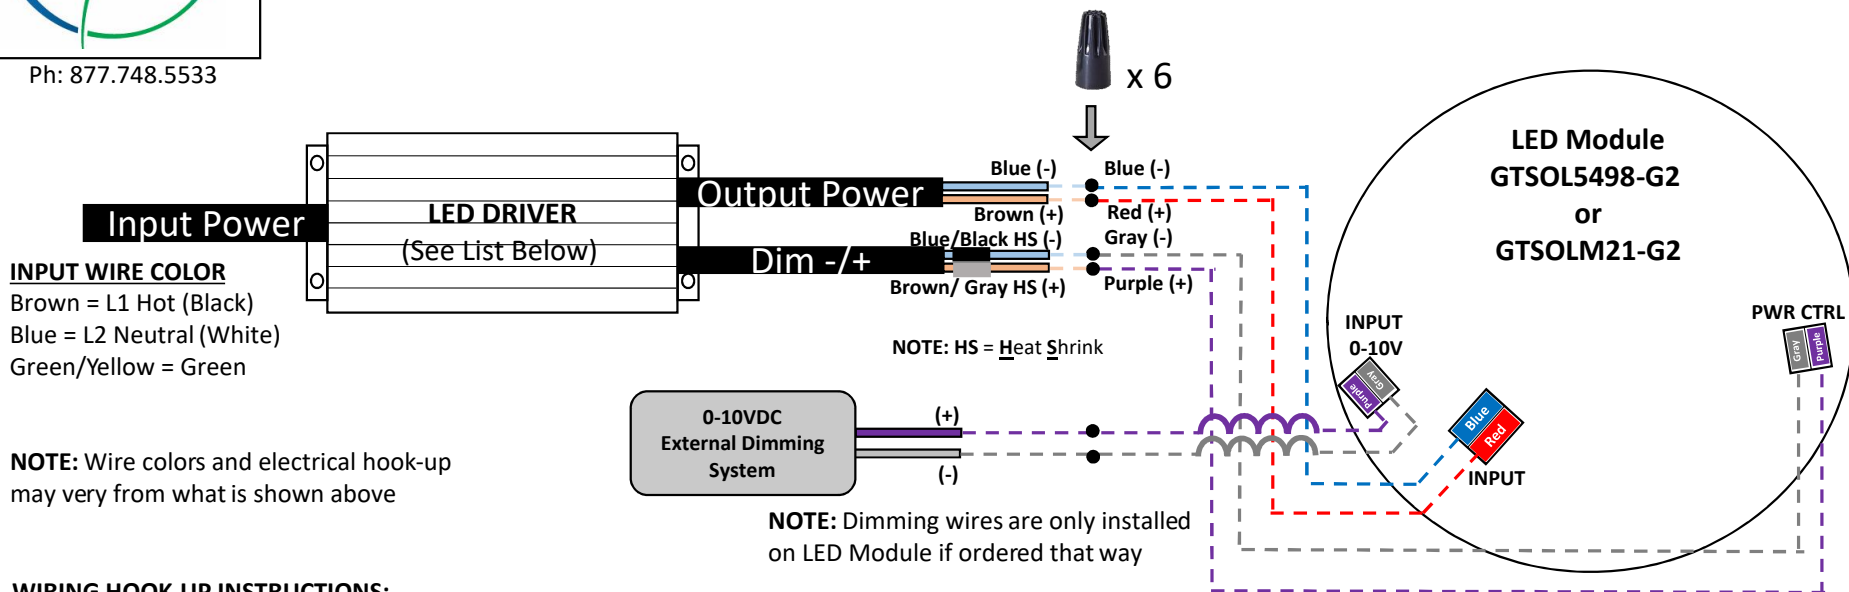 Ph: 877.748.5533
x 6
Input Power
LED DRIVER
(See List Below)
Output Power
Dim -/+
Blue (-)
Brown (+)
Blue/Black HS (-)
Brown/ Gray HS (+)
Blue (-)
Red (+)
Gray (-)
Purple (+)
NOTE: HS = Heat Shrink
INPUT WIRE COLOR
Brown = L1 Hot (Black)
Blue = L2 Neutral (White)
Green/Yellow = Green
NOTE: Wire colors and electrical hook-up
may very from what is shown above
0-10VDC
External Dimming
System
(+)
(-)
NOTE: Dimming wires are only installed
on LED Module if ordered that way
LED Module
GTSOL5498-G2
or
GTSOLM21-G2
INPUT
0-10V
Gray
Purple
Blue
Red
INPUT
PWR CTRL
Gray
Purple
WIRING HOOK-UP INSTRUCTIONS: